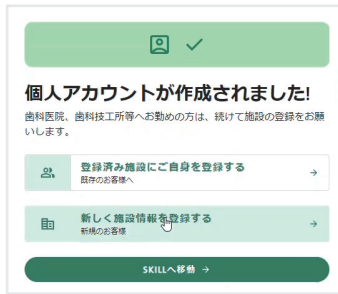 個人アカウントが作成されました!
歯科医院、歯科技工所等へお勤めの方は、続けて施設の登録をお願
いします。
登録済み施設にご自身を登録する
既存のお客様へ
新しく施設情報を登録する
新規のお客様
SKILLへ移動 →